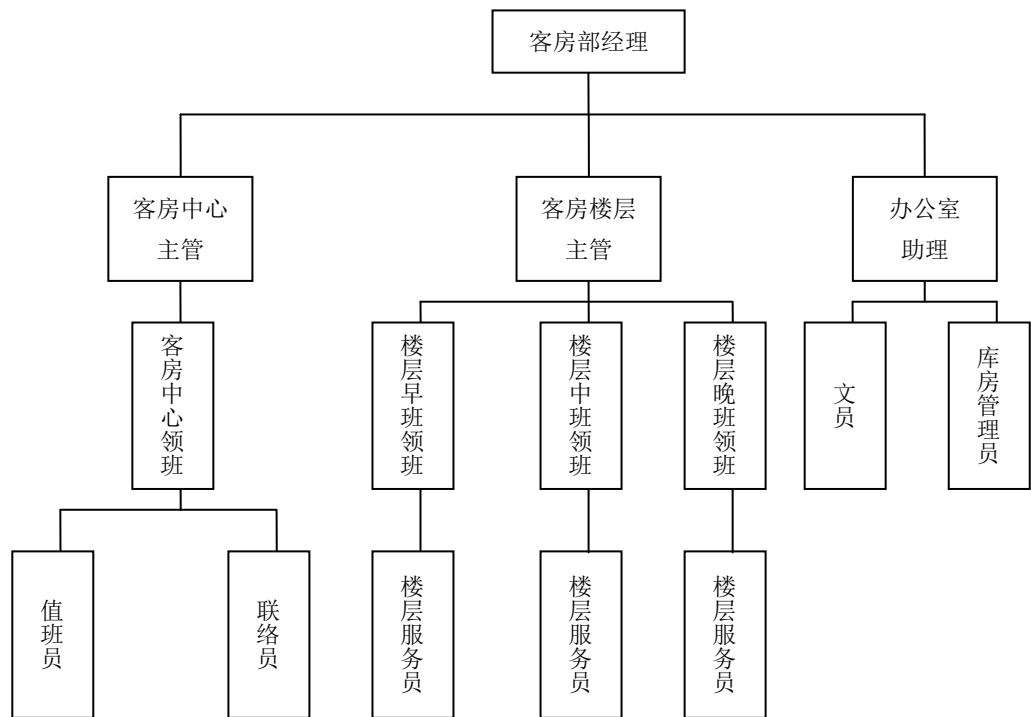 客房部经理
客房中心
主管
客房楼层
主管
办公室
助理
客房中心领班
楼层早班领班
楼层中班领班
楼层晚班领班
文员
库房管理员
值班员
联络员
楼层服务员
楼层服务员
楼层服务员